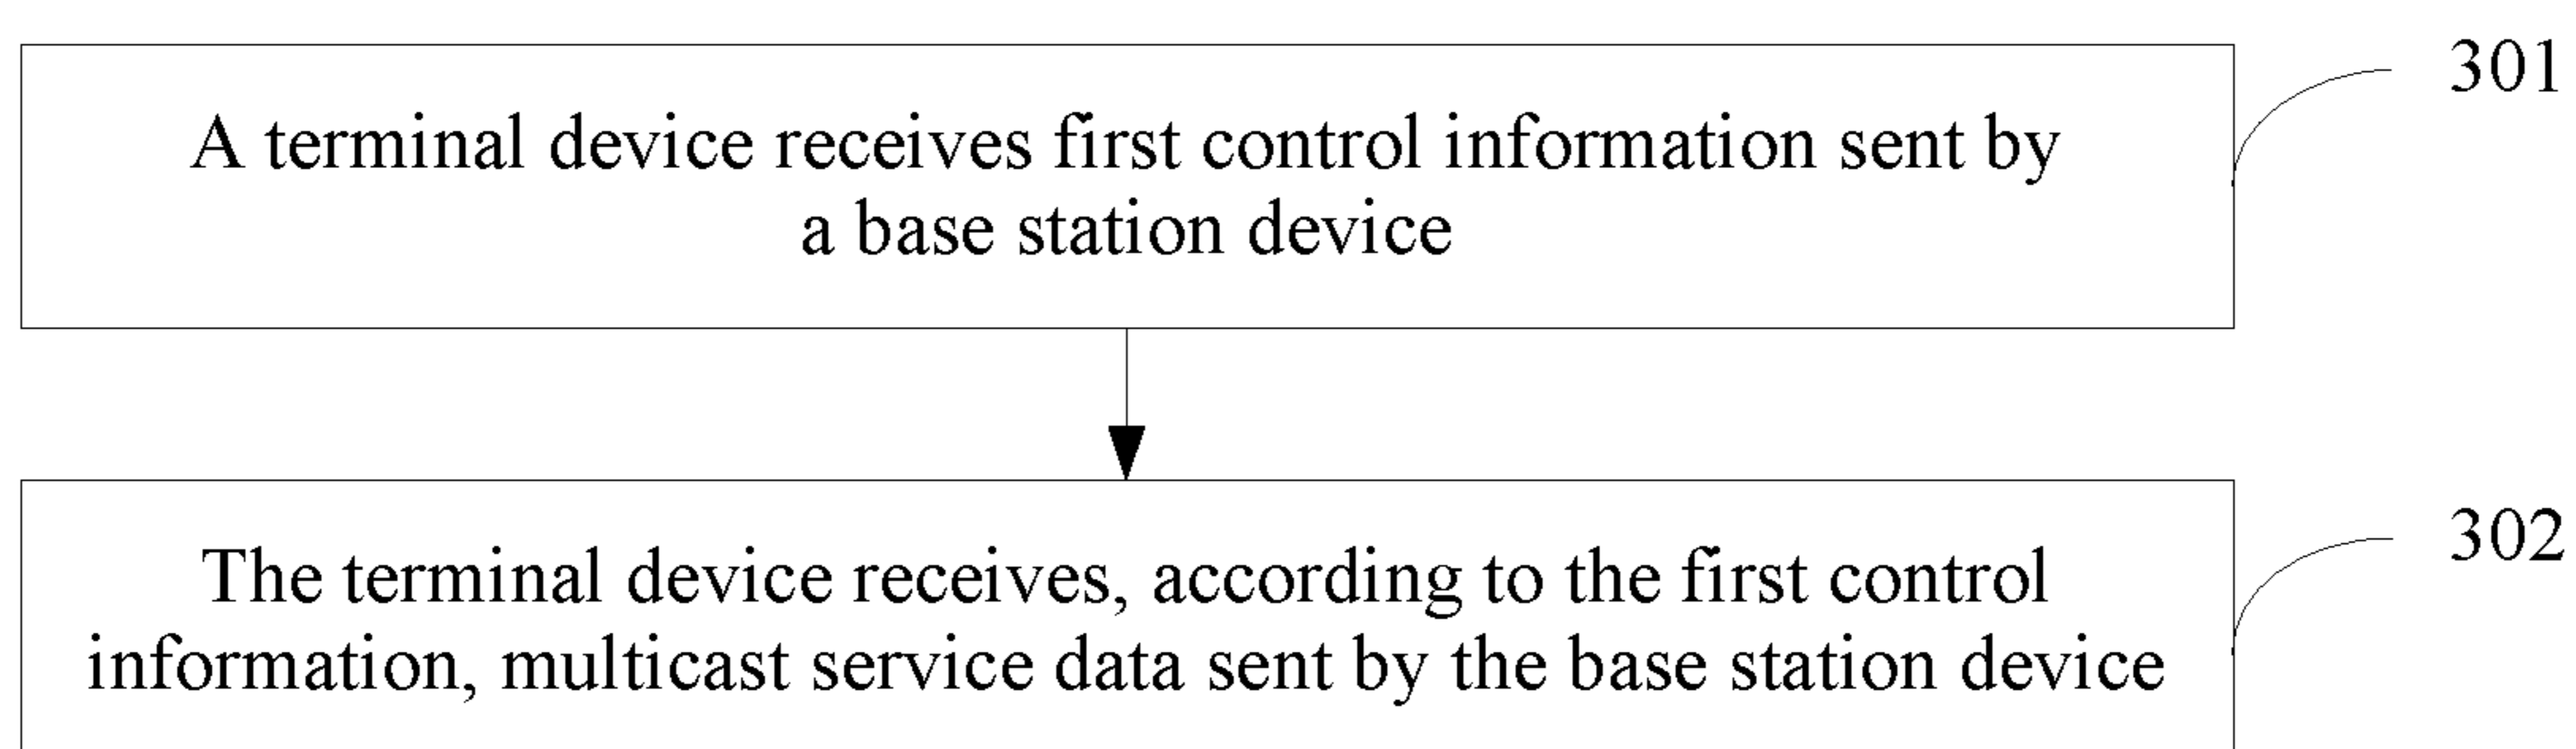 301
A terminal device receives first control information sent by
a base station device
302
The terminal device receives, according to the first control
information, multicast service data sent by the base station device